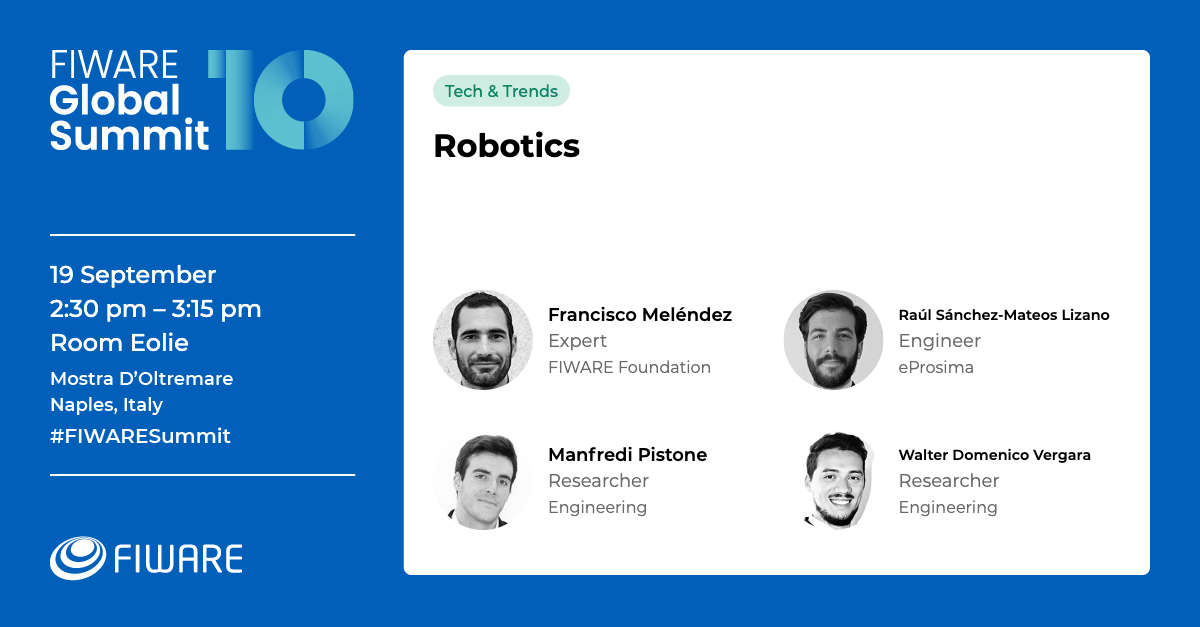 FIWARE
Global
Summit
10
19 September
2:30 pm – 3:15 pm
Room Eolie
Mostra D’Oltremare
Naples, Italy
#FIWARESummit
FIWARE
Tech & Trends
Robotics
Francisco Meléndez
Expert
FIWARE Foundation
Raúl Sánchez-Mateos Lizano
Engineer
eProsima
Manfredi Pistone
Researcher
Engineering
Walter Domenico Vergara
Researcher
Engineering